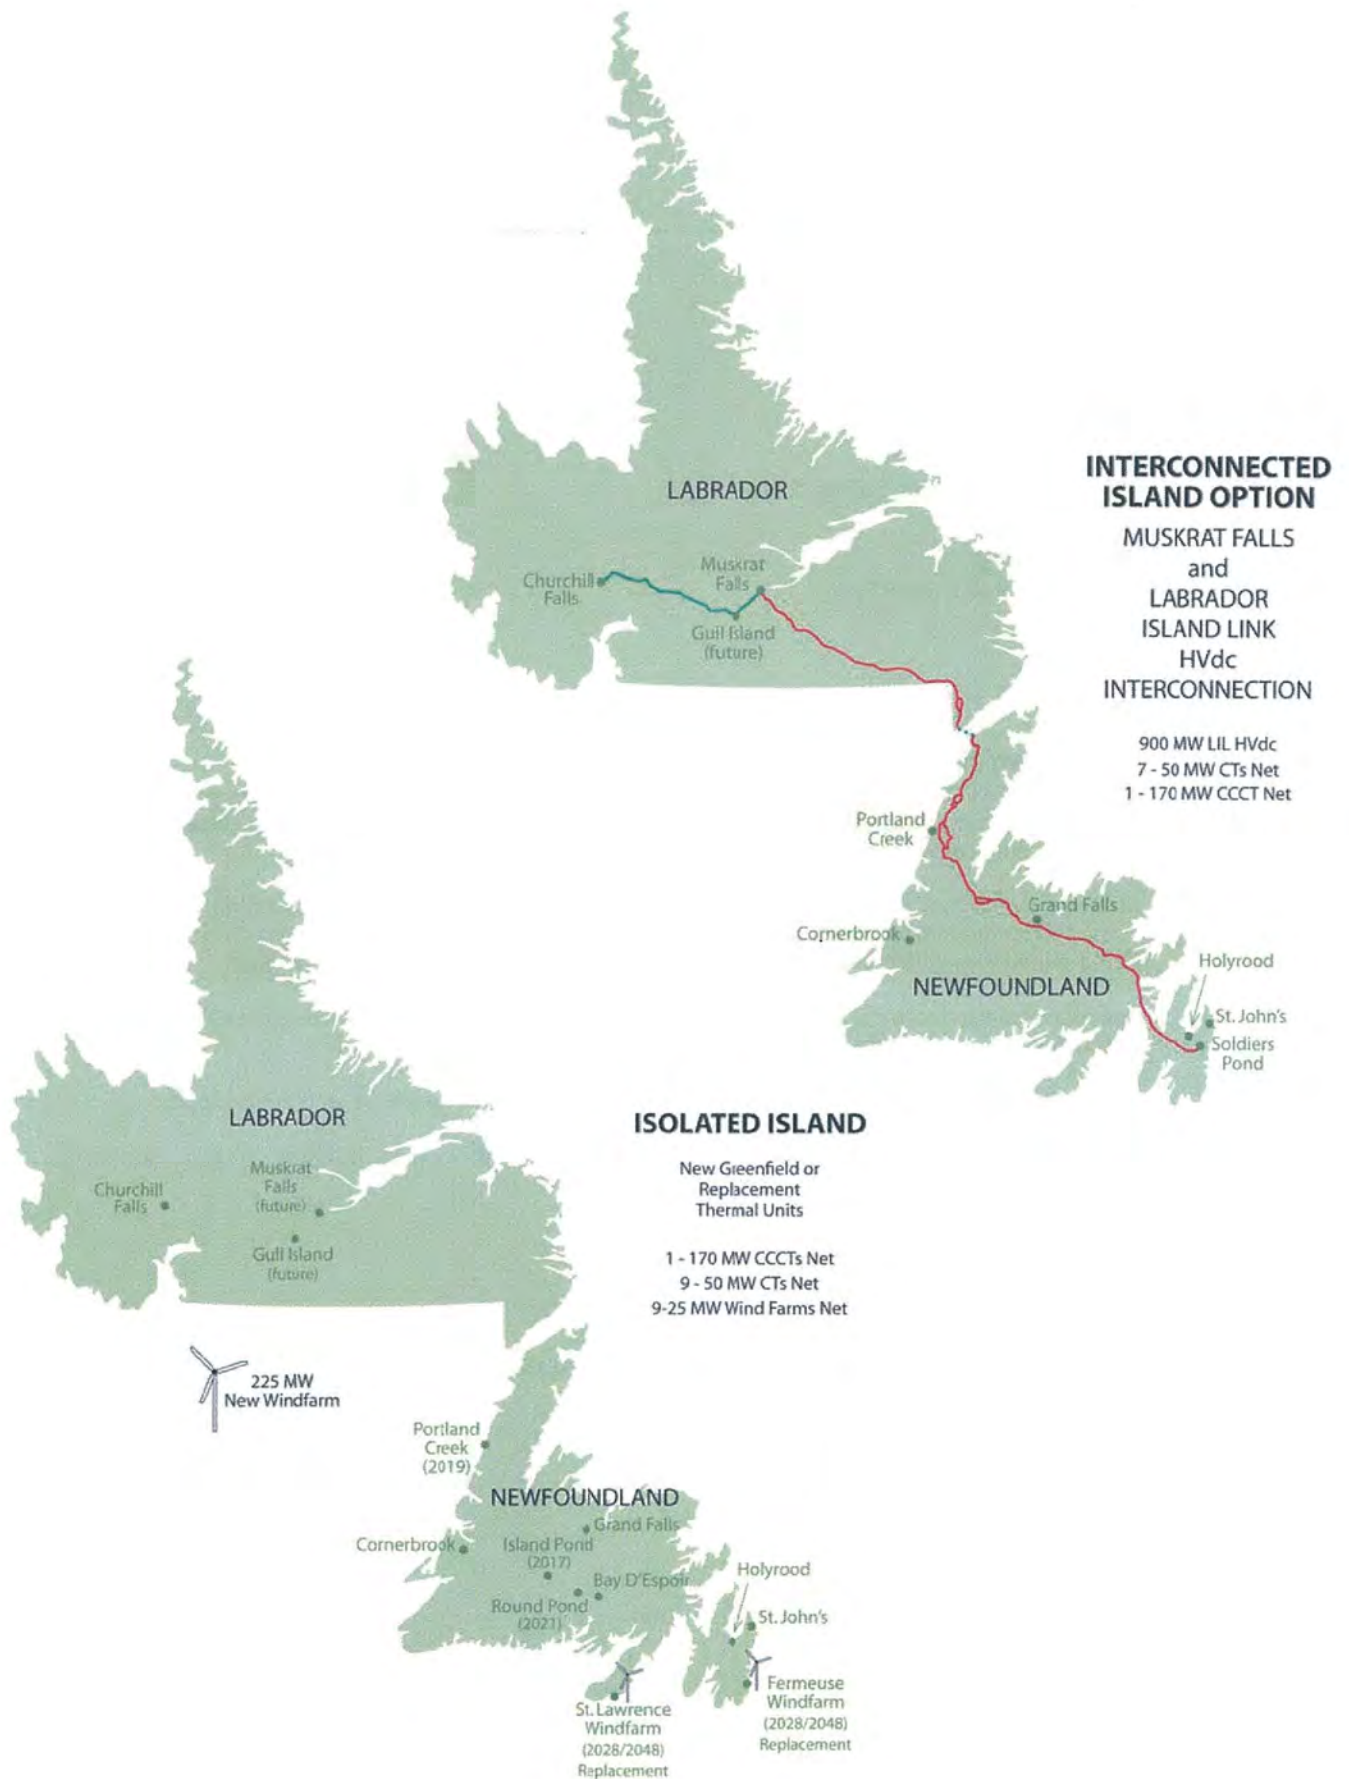 LABRADOR
Churchill
Falls
Muskrat
Falls
Gull Island
(future)
INTERCONNECTED
ISLAND OPTION
MUSKRAT FALLS
and
LABRADOR
ISLAND LINK
HVdc
INTERCONNECTION
900 MW LIL HVdc
7 - 50 MW CTs Net
1 - 170 MW CCCT Net
Portland
Creek
Grand Falls
Cornerbrook
NEWFOUNDLAND
Holyrood
St. John's
Soldiers
Pond
LABRADOR
Churchill
Falls
Muskrat
Falls
(future)
Gull Island
(future)
ISOLATED ISLAND
New Greenfield or
Replacement
Thermal Units
1 - 170 MW CCCTs Net
9 - 50 MW CTs Net
9-25 MW Wind Farms Net
225 MW
New Windfarm
Portland
Creek
(2019)
NEWFOUNDLAND
Grand Falls
Cornerbrook
Island Pond
(2017)
Bay D'Espoir
Round Pond
(2021)
Holyrood
St. John's
St. Lawrence
Windfarm
(2028/2048)
Replacement
Fermeuse
Windfarm
(2028/2048)
Replacement